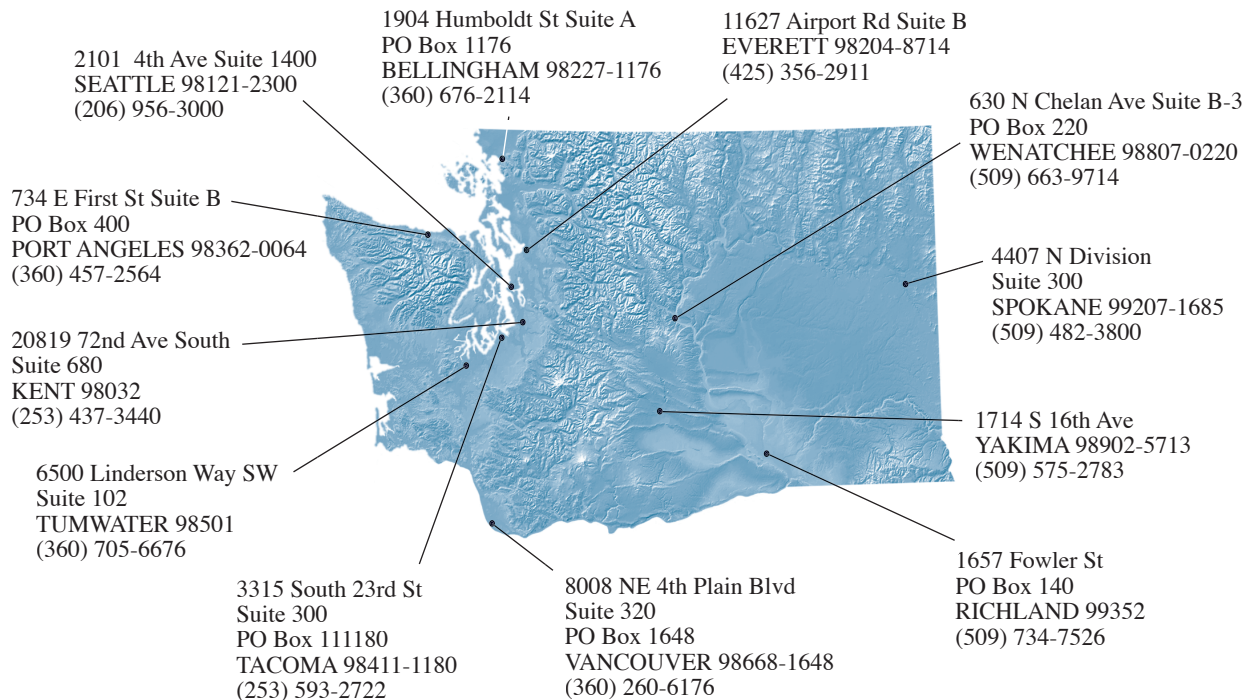 1904 Humboldt St Suite A
PO Box 1176
BELLINGHAM 98227-1176
(360) 676-2114
11627 Airport Rd Suite B
EVERETT 98204-8714
(425) 356-2911
2101  4th Ave Suite 1400
SEATTLE 98121-2300
(206) 956-3000
630 N Chelan Ave Suite B-3
PO Box 220
WENATCHEE 98807-0220
(509) 663-9714
734 E First St Suite B
PO Box 400
PORT ANGELES 98362-0064
(360) 457-2564
4407 N Division
Suite 300
SPOKANE 99207-1685
(509) 482-3800
20819 72nd Ave South
Suite 680
KENT 98032
(253) 437-3440
1714 S 16th Ave
YAKIMA 98902-5713
(509) 575-2783
6500 Linderson Way SW
Suite 102
TUMWATER 98501
(360) 705-6676
3315 South 23rd St
Suite 300
PO Box 111180
TACOMA 98411-1180
(253) 593-2722
8008 NE 4th Plain Blvd
Suite 320
PO Box 1648
VANCOUVER 98668-1648
(360) 260-6176
1657 Fowler St
PO Box 140
RICHLAND 99352
(509) 734-7526